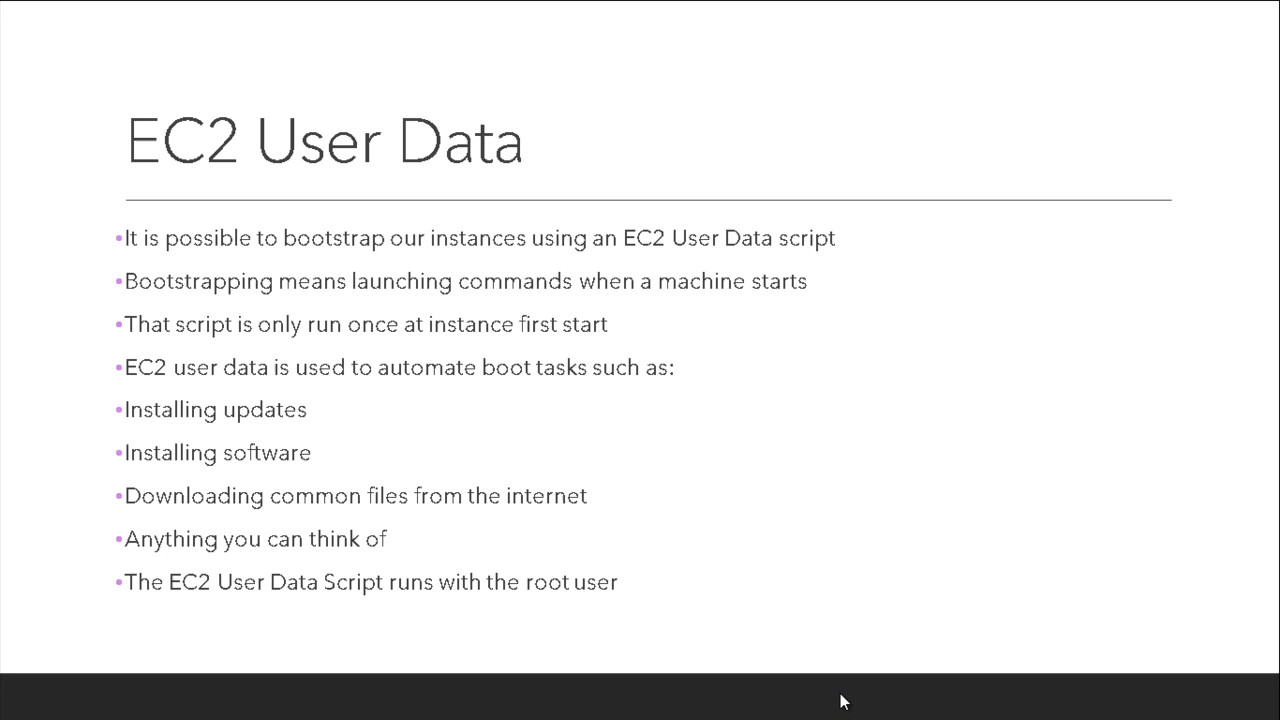 EC2 User Data
•It is possible to bootstrap our instances using an EC2 User Data script
•Bootstrapping means launching commands when a machine starts
•That script is only run once at instance first start
•EC2 user data is used to automate boot tasks such as:
•Installing updates
•Installing software
•Downloading common files from the internet
•Anything you can think of
•The EC2 User Data Script runs with the root user